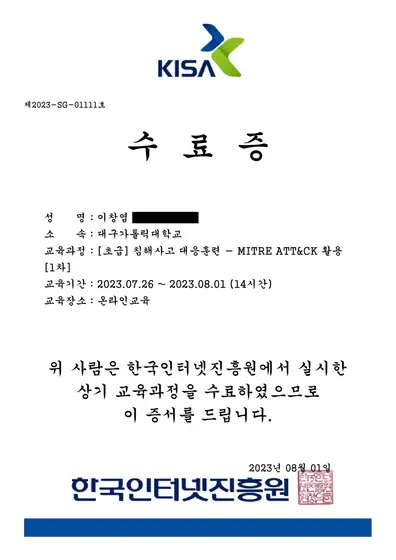 KISA
제2023-SG-01111호
수 료 증
성 명 : 이창엽
소 속 : 대구가톨릭대학교
교육과정 : [초급] 침해사고 대응훈련 - MITRE ATT&CK 활용
[1차]
교육기간 : 2023.07.26 ~ 2023.08.01 (14시간)
교육장소 : 온라인교육
위 사람은 한국인터넷진흥원에서 실시한
상기 교육과정을 수료하였으므로
이 증서를 드립니다.
2023년 08월 01일
한국인터넷진흥원